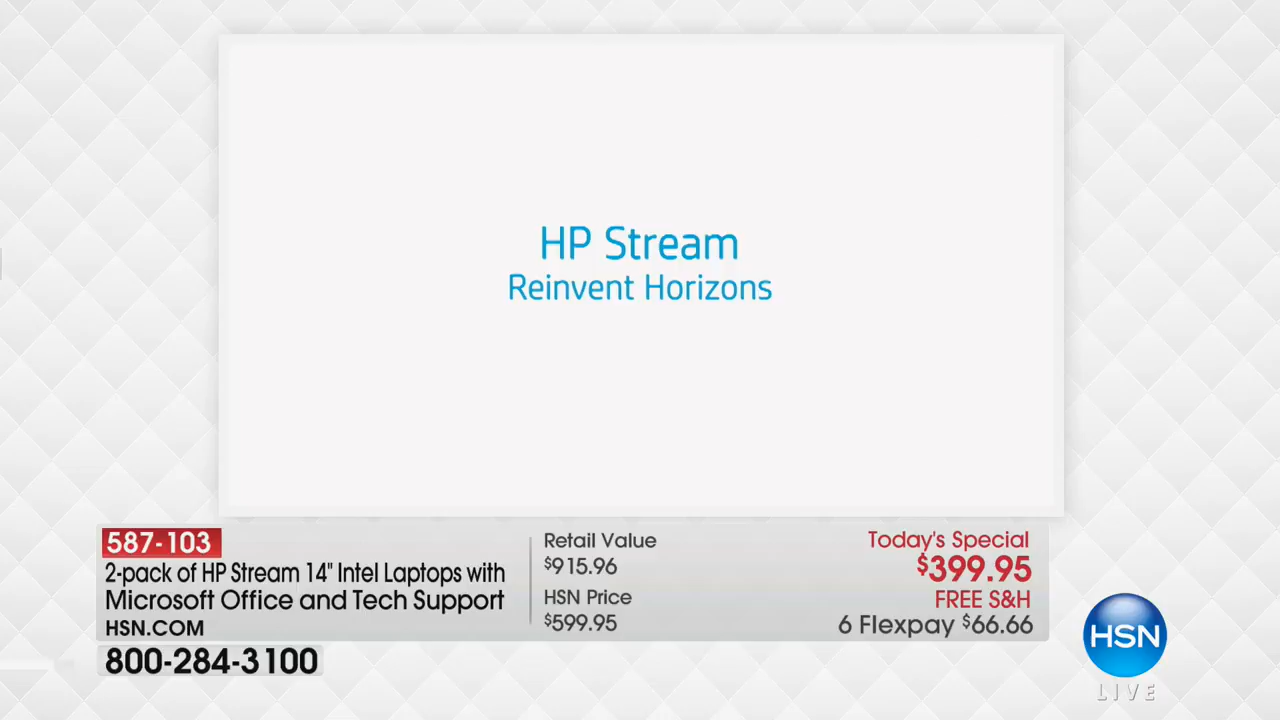 HP Stream
Reinvent Horizons
587-103
2-pack of HP Stream 14" Intel Laptops with
Microsoft Office and Tech Support
HSN.COM
800-284-3100
Retail Value
$915.96
HSN Price
$599.95
Today's Special
$399.95
FREE S&H
6 Flexpay $66.66
HSN
LIVE